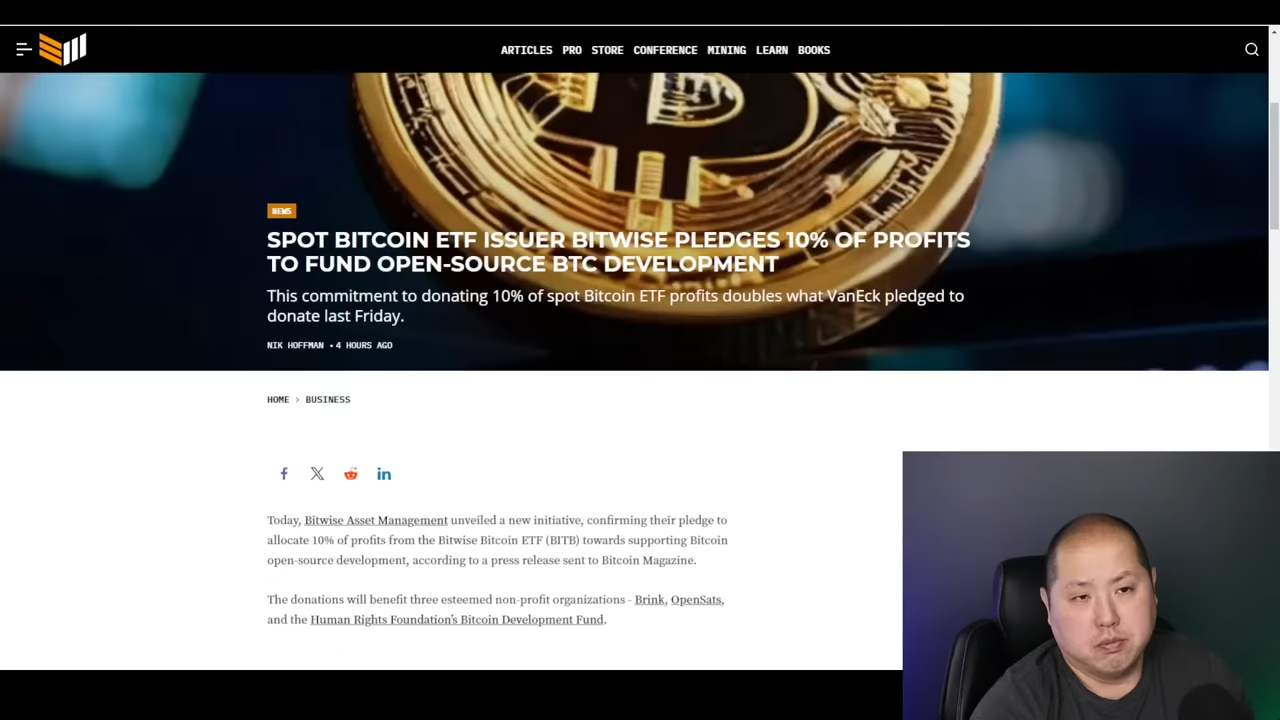 ARTICLES PRO STORE CONFERENCE MINING LEARN BOOKS
NEWS
SPOT BITCOIN ETF ISSUER BITWISE PLEDGES 10% OF PROFITS
TO FUND OPEN-SOURCE BTC DEVELOPMENT
This commitment to donating 10% of spot Bitcoin ETF profits doubles what VanEck pledged to
donate last Friday.
NIK HOFFMAN • 4 HOURS AGO
HOME > BUSINESS
Today, Bitwise Asset Management unveiled a new initiative, confirming their pledge to
allocate 10% of profits from the Bitwise Bitcoin ETF (BITB) towards supporting Bitcoin
open-source development, according to a press release sent to Bitcoin Magazine.
The donations will benefit three esteemed non-profit organizations - Brink, OpenSats,
and the Human Rights Foundation's Bitcoin Development Fund.